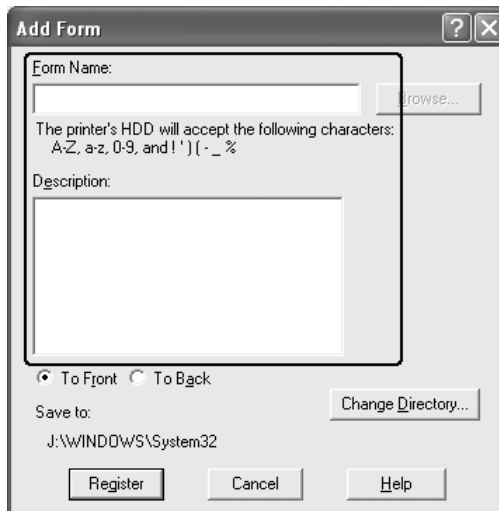 Add Form
Form Name:
Browse...
The printer's HDD will accept the following characters:
A-Z, a-z, 0-9, and ! ' ) ( - _ %
Description:
To Front To Back
Change Directory...
Save to:
J:\WINDOWS\System32
Register Cancel Help